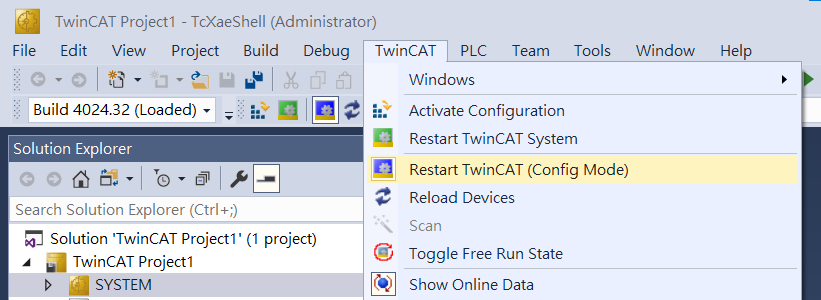 TwinCAT Project1 - TcXaeShell (Administrator)
File Edit View Project Build Debug TwinCAT PLC Team Tools Window Help
Windows
Build 4024.32 (Loaded)
Activate Configuration
Restart TwinCAT System
Solution Explorer
Restart TwinCAT (Config Mode)
Reload Devices
Search Solution Explorer (Ctrl+;)
Scan
Solution 'TwinCAT Project1' (1 project)
Toggle Free Run State
TwinCAT Project1
SYSTEM
Show Online Data